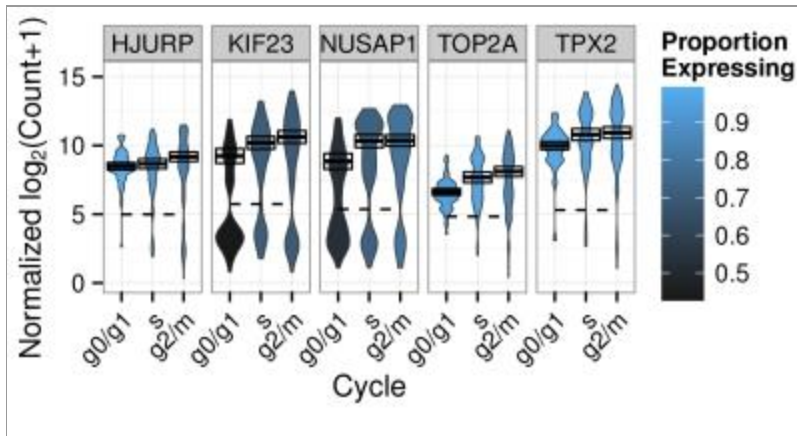 HJURP KIF23 NUSAP1 TOP2A TPX2
Normalized log₂(Count+1)
15
10
5
0
g0/g1 s g2/m g0/g1 s g2/m g0/g1 s g2/m g0/g1 s g2/m g0/g1 s g2/m
Cycle
Proportion
Expressing
0.9
0.8
0.7
0.6
0.5